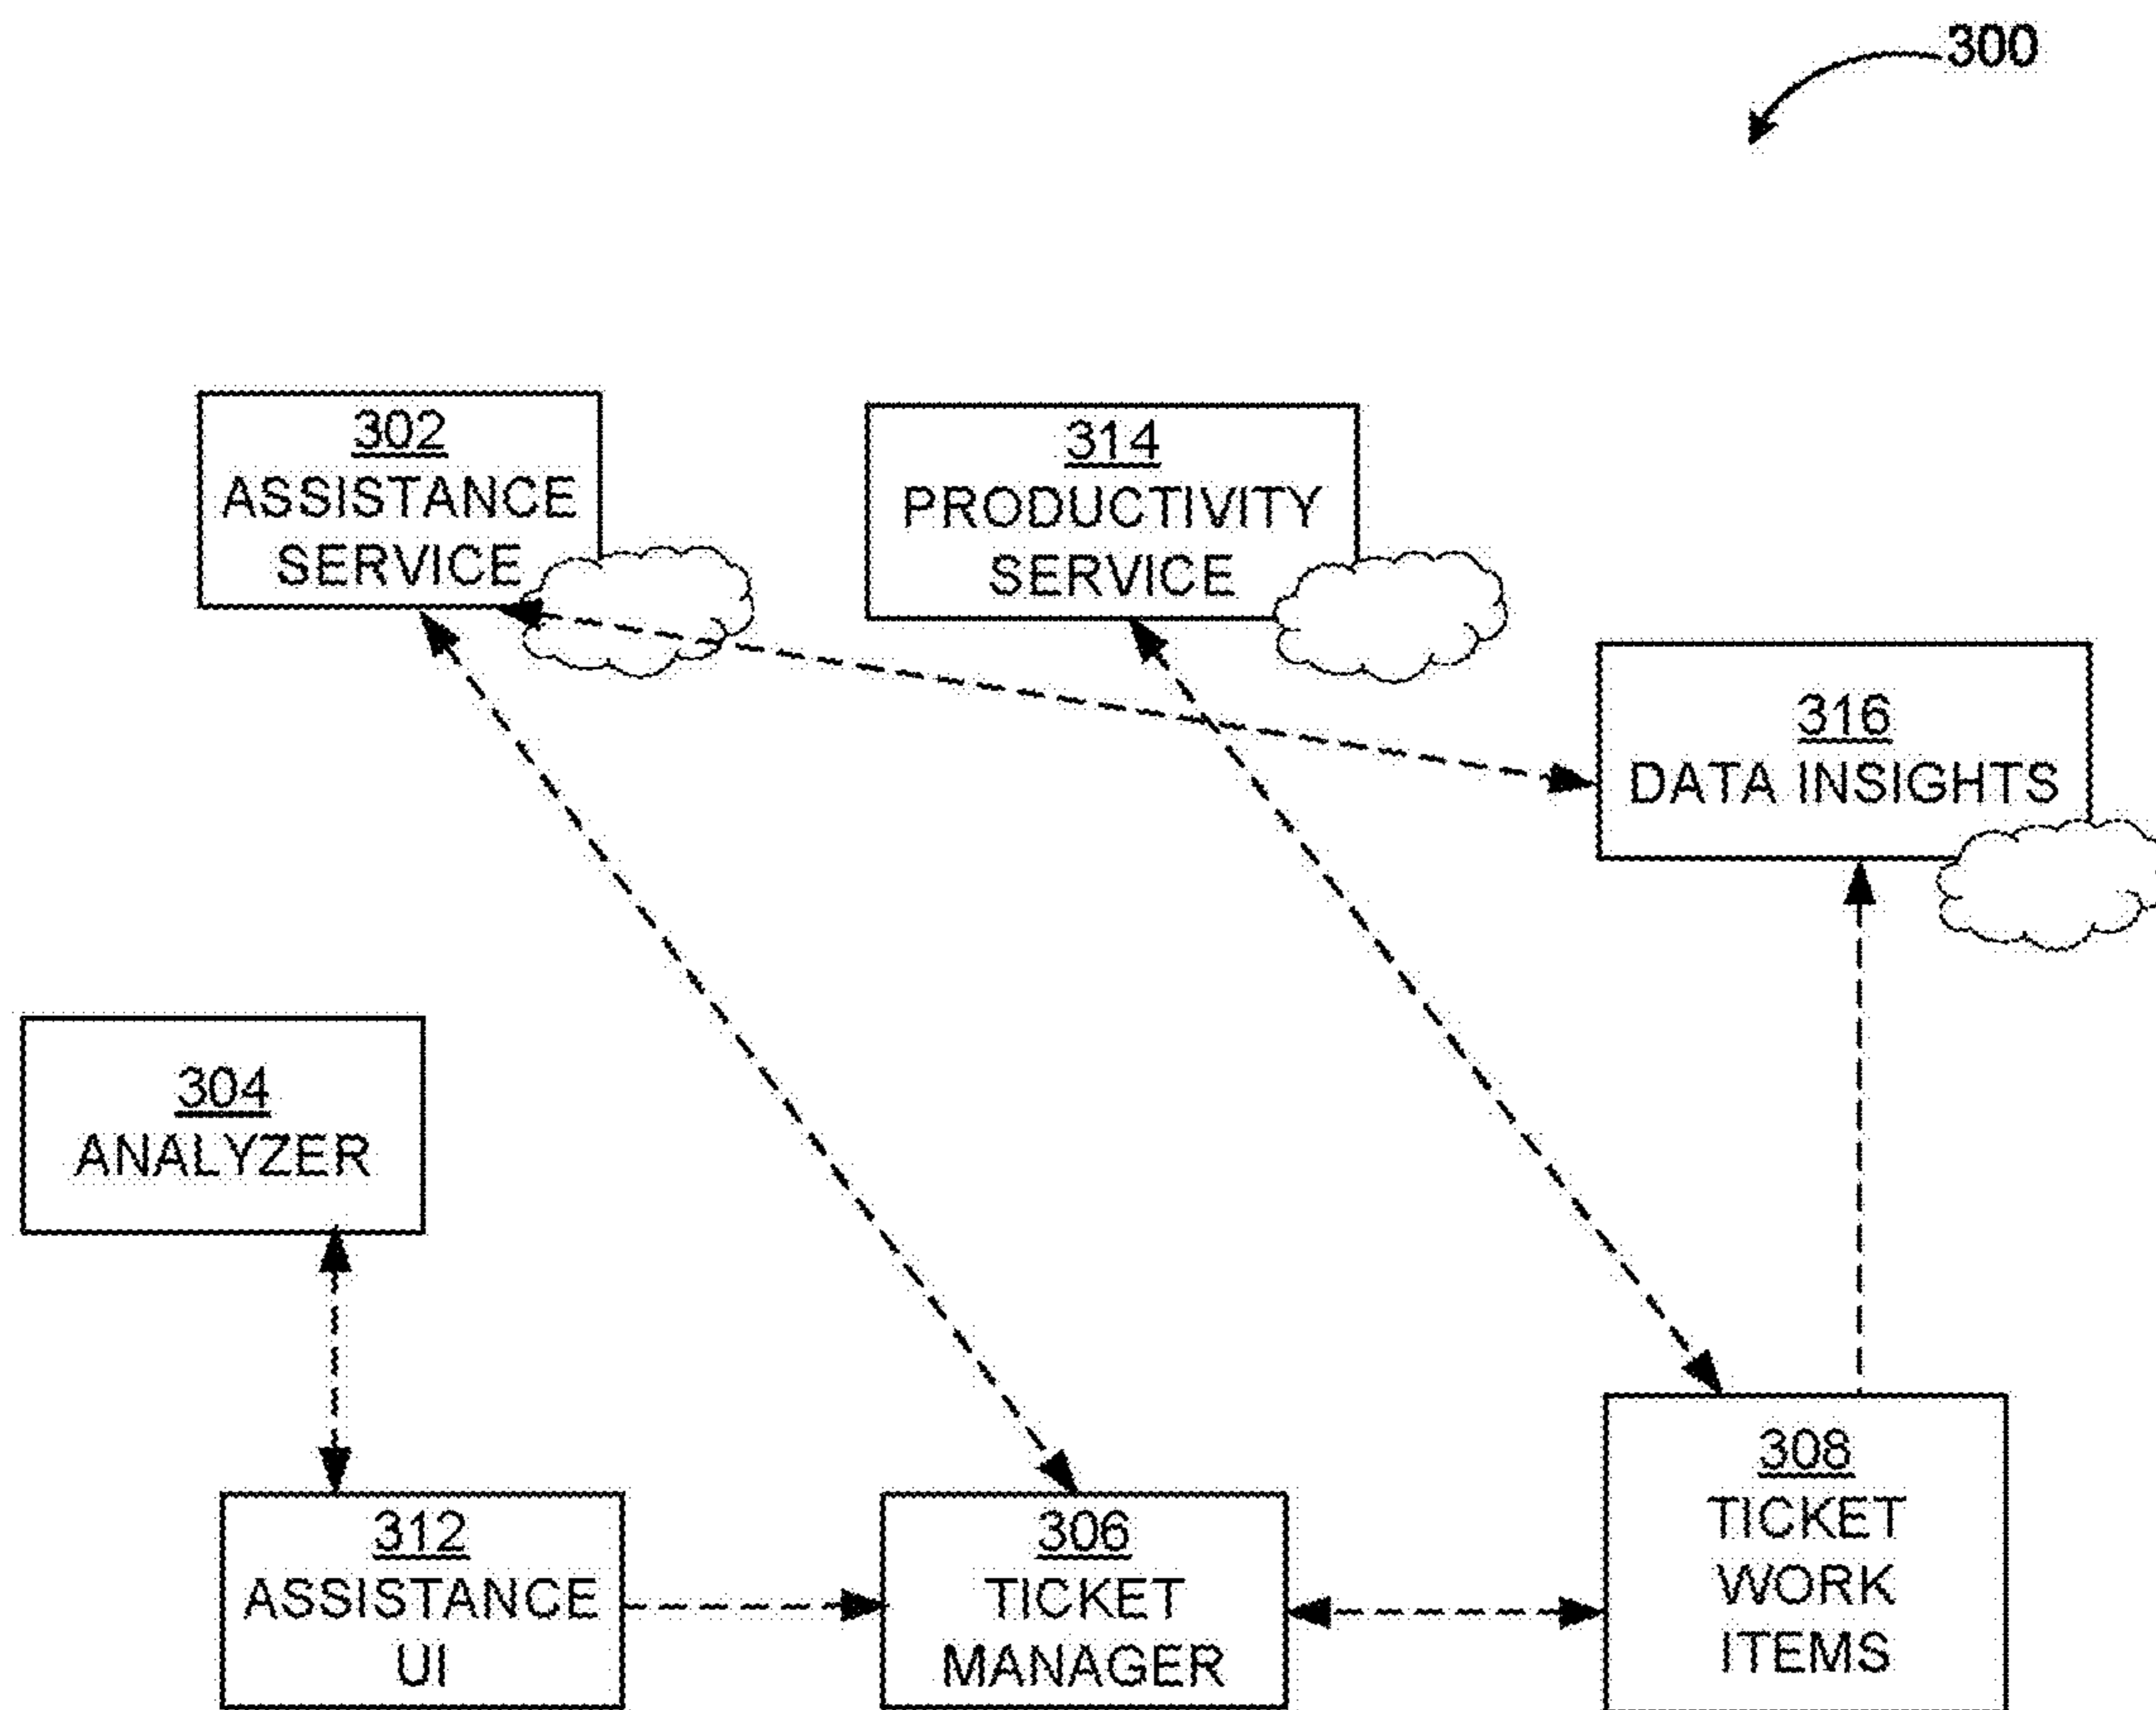 300
302
ASSISTANCE
SERVICE
314
PRODUCTIVITY
SERVICE
316
DATA INSIGHTS
304
ANALYZER
312
ASSISTANCE
UI
306
TICKET
MANAGER
308
TICKET
WORK
ITEMS